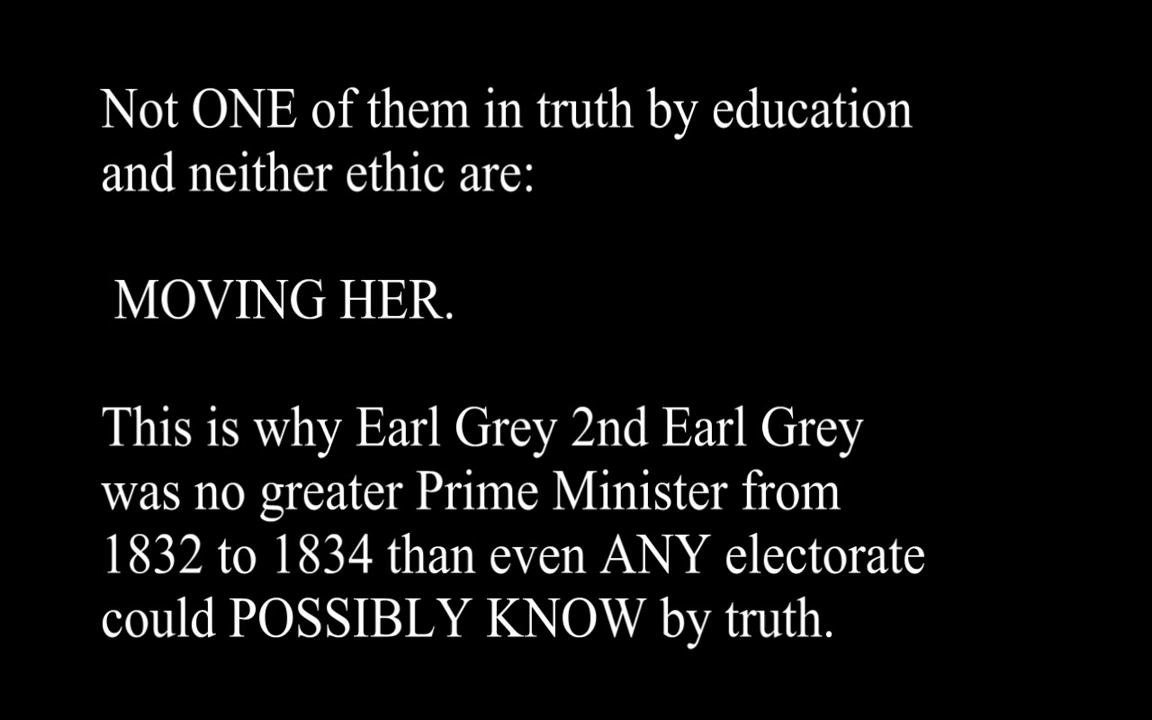 Not ONE of them in truth by education
and neither ethic are:
MOVING HER.
This is why Earl Grey 2nd Earl Grey
was no greater Prime Minister from
1832 to 1834 than even ANY electorate
could POSSIBLY KNOW by truth.